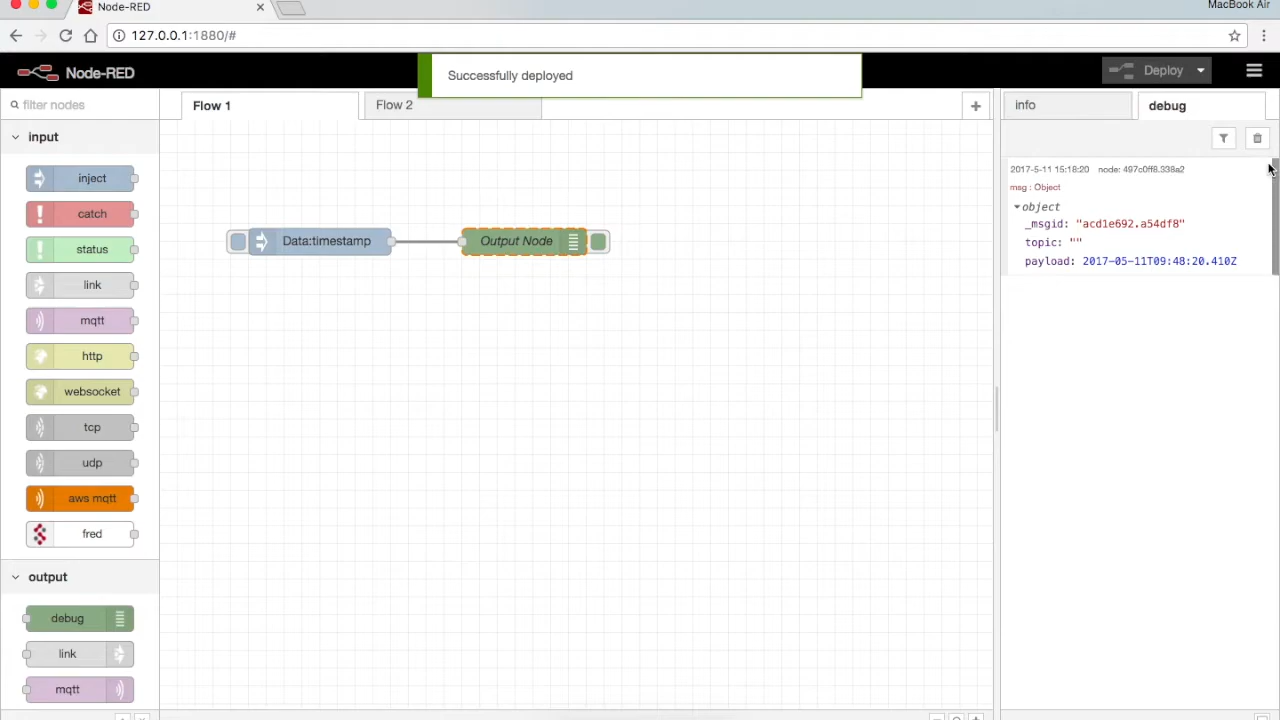 MacBook Air
Node-RED
127.0.0.1:1880/#
Node-RED
Successfully deployed
Deploy
filter nodes
Flow 1
Flow 2
info
debug
input
inject
catch
status
link
mqtt
http
websocket
tcp
udp
aws mqtt
fred
output
debug
link
mqtt
Data:timestamp
Output Node
2017-5-11 15:18:20 node: 497c0ff8.338a2
msg : Object
object
_msgid: "acd1e692.a54df8"
topic: ""
payload: 2017-05-11T09:48:20.410Z